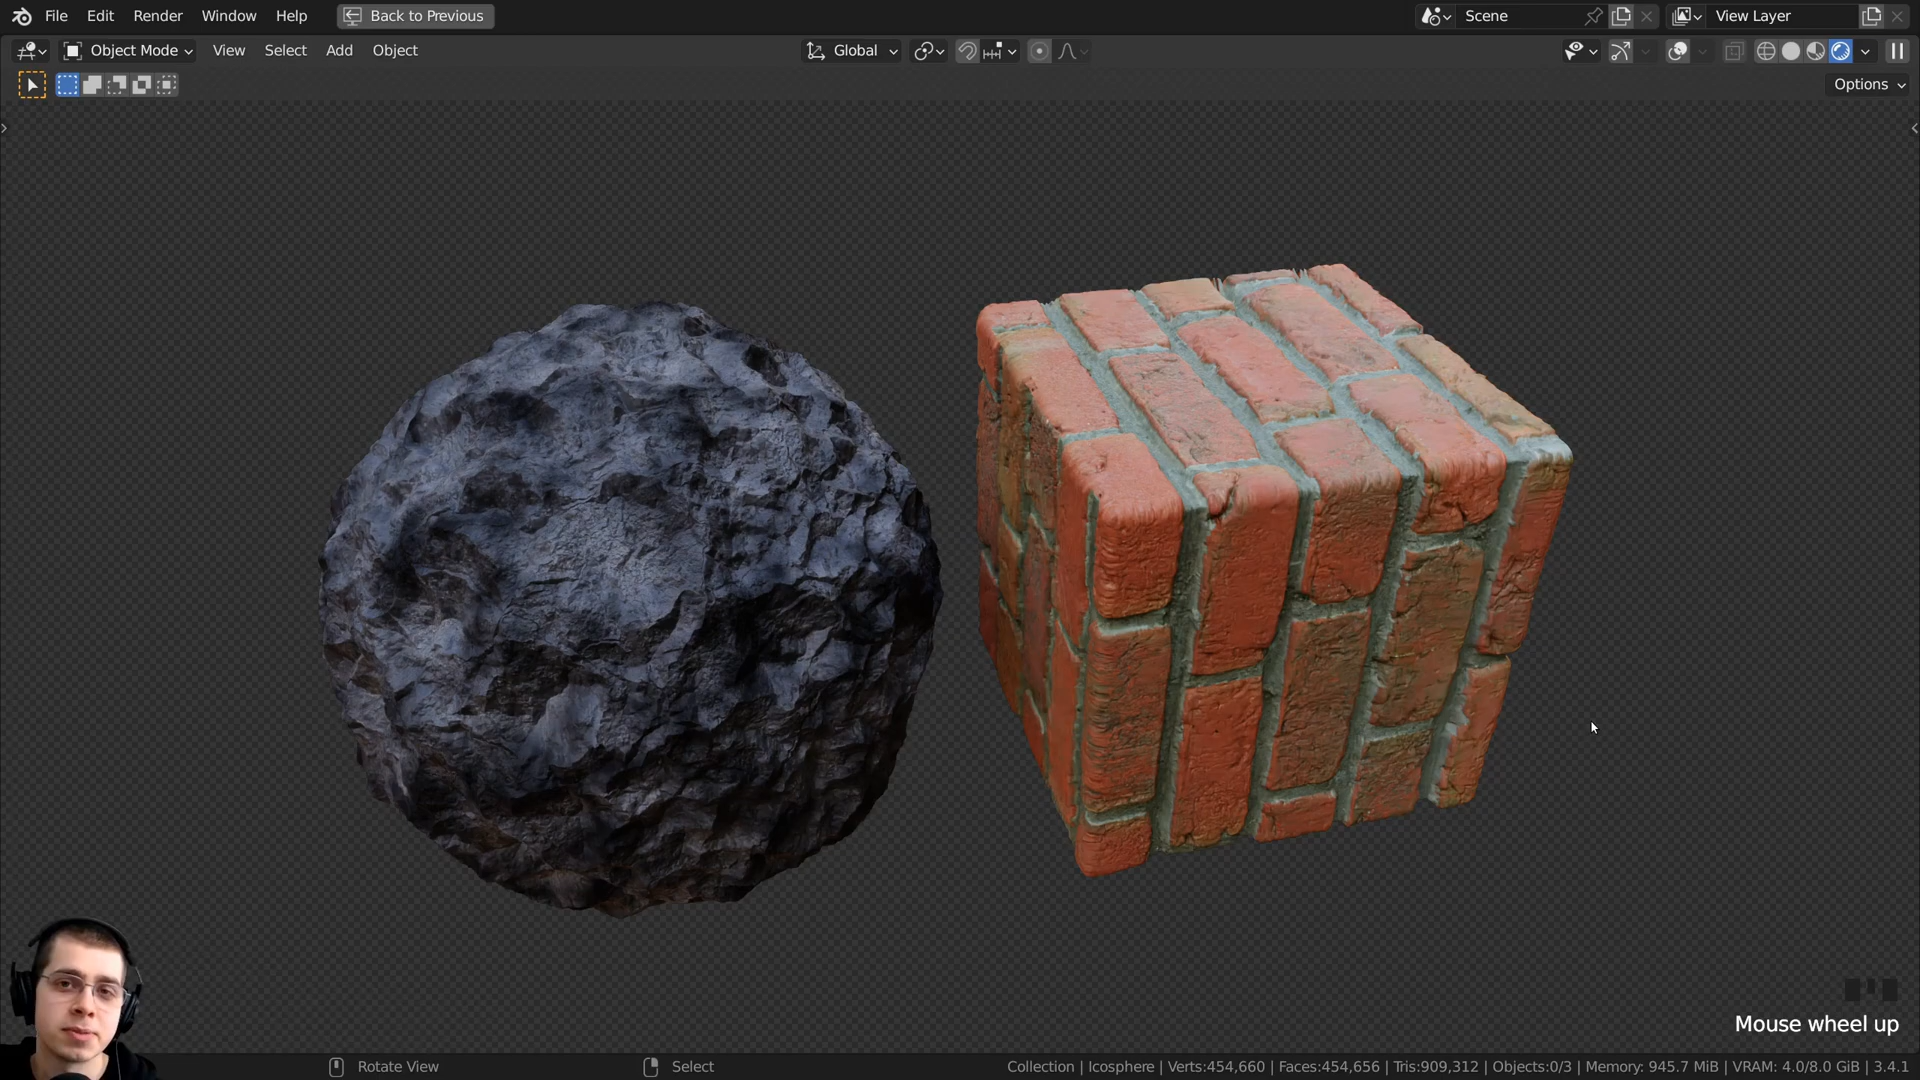 File Edit Render Window Help Back to Previous Scene View Layer
Object Mode View Select Add Object Global
Options
Mouse wheel up
Rotate View Select Collection | Icosphere | Verts:454,660 | Faces:454,656 | Tris:909,312 | Objects:0/3 | Memory: 945.7 MiB | VRAM: 4.0/8.0 GiB | 3.4.1